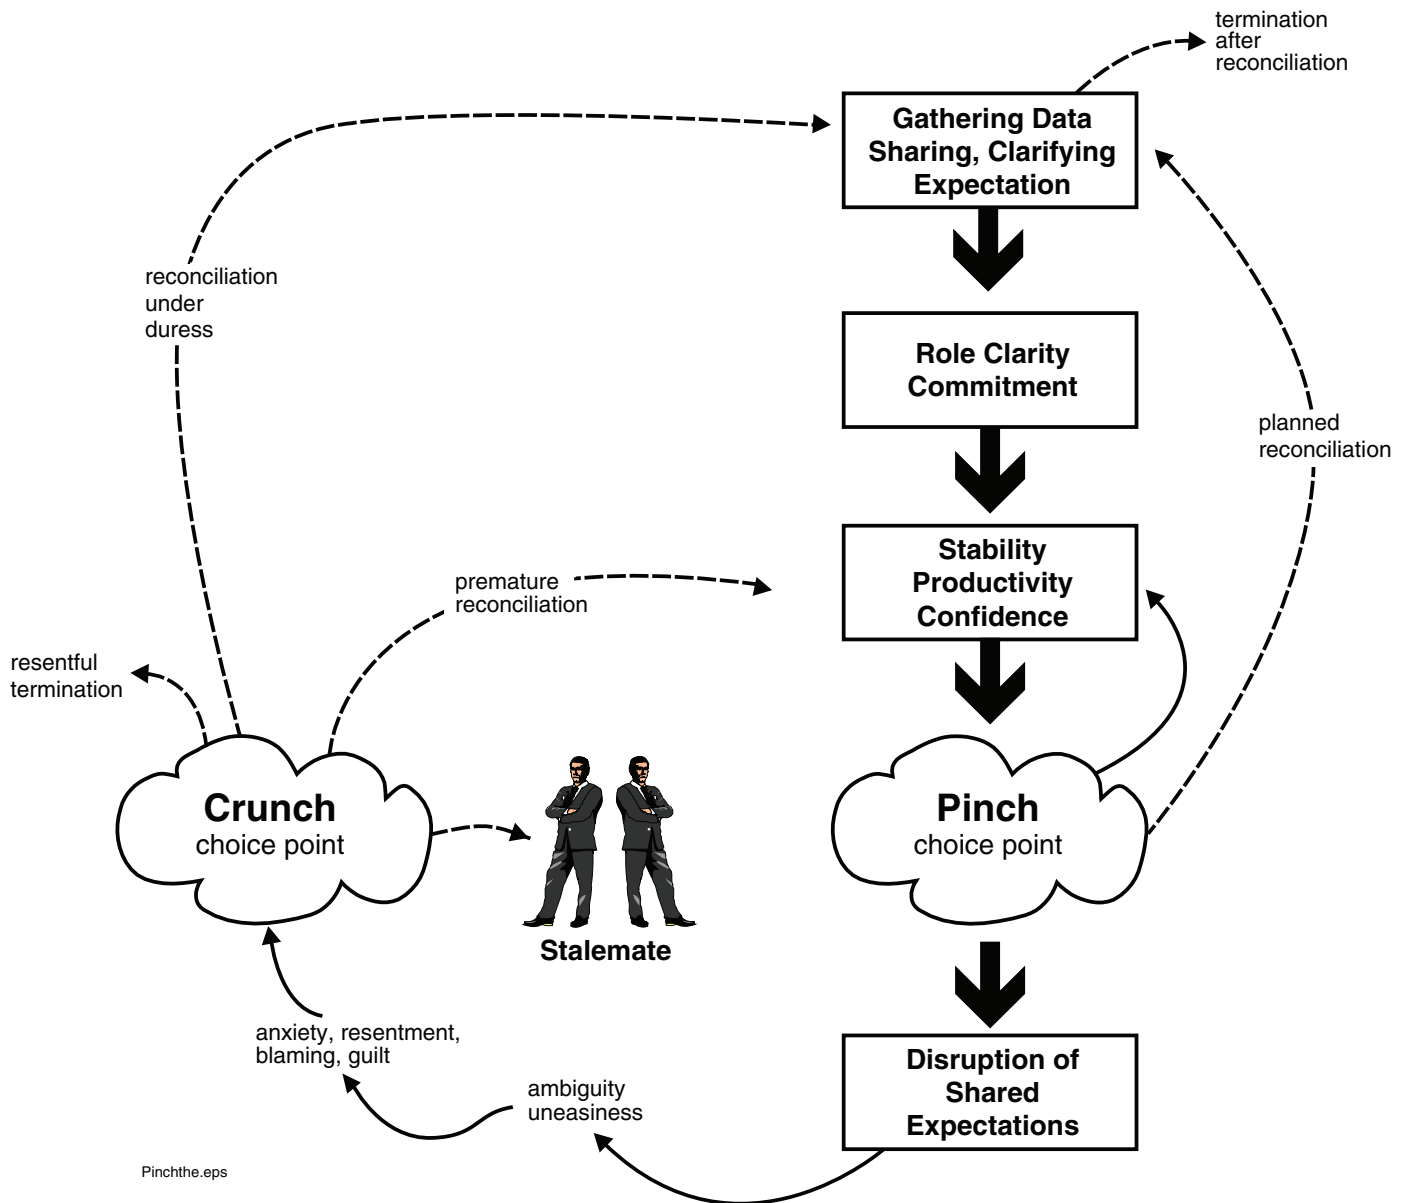 termination
after
reconciliation
Gathering Data
Sharing, Clarifying
Expectation
reconciliation
under
duress
Role Clarity
Commitment
planned
reconciliation
Stability
Productivity
Confidence
premature
reconciliation
resentful
termination
Crunch
choice point
Pinch
choice point
Stalemate
anxiety, resentment,
blaming, guilt
ambiguity
uneasiness
Disruption of
Shared
Expectations
Pinchthe.eps